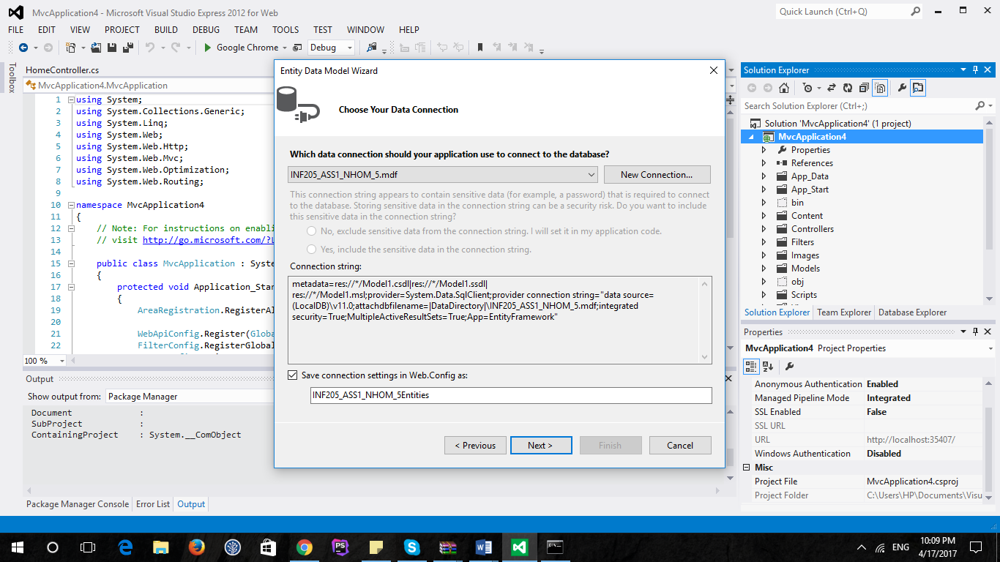 MvcApplication4 - Microsoft Visual Studio Express 2012 for Web
Quick Launch (Ctrl+Q)
FILE EDIT VIEW PROJECT BUILD DEBUG TEAM TOOLS TEST WINDOW HELP
Google Chrome Debug
Toolbox
HomeController.cs
MvcApplication4.MvcApplication
1 using System;
2 using System.Collections.Generic;
3 using System.Linq;
4 using System.Web;
5 using System.Web.Http;
6 using System.Web.Mvc;
7 using System.Web.Optimization;
8 using System.Web.Routing;
9
10 namespace MvcApplication4
11 {
12 // Note: For instructions on enabli
13 // visit http://go.microsoft.com/?L
14
15 public class MvcApplication : Syste
16 {
17 protected void Application_Star
18 {
19 AreaRegistration.RegisterAl
20
21 WebApiConfig.Register(Globa
22 FilterConfig.RegisterGlobal
100 %
Output
Show output from: Package Manager
Document :
SubProject :
ContainingProject : System.__ComObject
Package Manager Console Error List Output
Entity Data Model Wizard
Choose Your Data Connection
Which data connection should your application use to connect to the database?
INF205_ASS1_NHOM_5.mdf
New Connection...
This connection string appears to contain sensitive data (for example, a password) that is required to connect
to the database. Storing sensitive data in the connection string can be a security risk. Do you want to include
this sensitive data in the connection string?
No, exclude sensitive data from the connection string. I will set it in my application code.
Yes, include the sensitive data in the connection string.
Connection string:
metadata=res://*/Model1.csdl|res://*/Model1.ssdl|
res://*/Model1.msl;provider=System.Data.SqlClient;provider connection string="data source=
(LocalDB)\v11.0;attachdbfilename=|DataDirectory|\INF205_ASS1_NHOM_5.mdf;integrated
security=True;MultipleActiveResultSets=True;App=EntityFramework"
Save connection settings in Web.Config as:
INF205_ASS1_NHOM_5Entities
< Previous Next > Finish Cancel
Solution Explorer
Search Solution Explorer (Ctrl+;)
Solution 'MvcApplication4' (1 project)
MvcApplication4
Properties
References
App_Data
App_Start
bin
Content
Controllers
Filters
Images
Models
obj
Scripts
Solution Explorer Team Explorer Database Explorer
Properties
MvcApplication4 Project Properties
Anonymous Authentication Enabled
Managed Pipeline Mode Integrated
SSL Enabled False
SSL URL
URL http://localhost:35407/
Windows Authentication Disabled
Misc
Project File MvcApplication4.csproj
Project Folder C:\Users\HP\Documents\Visu
ENG
10:09 PM
4/17/2017